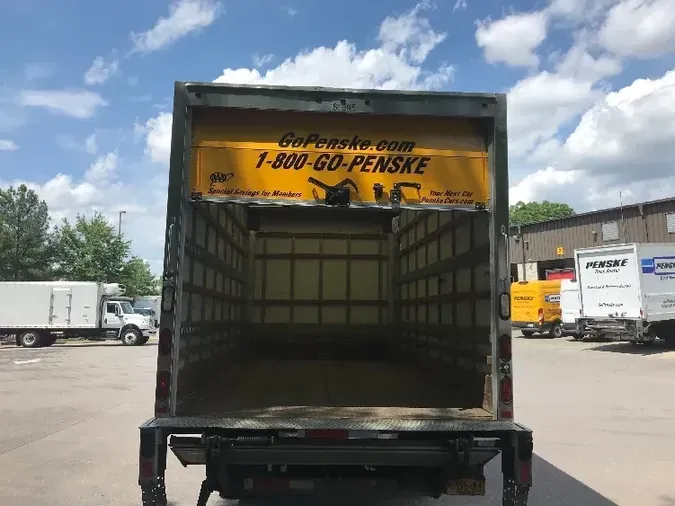 GoPenske.com
1-800-GO-PENSKE
AAA
Special Savings for Members
Your Next Car
PenskeCars.com
PENSKE